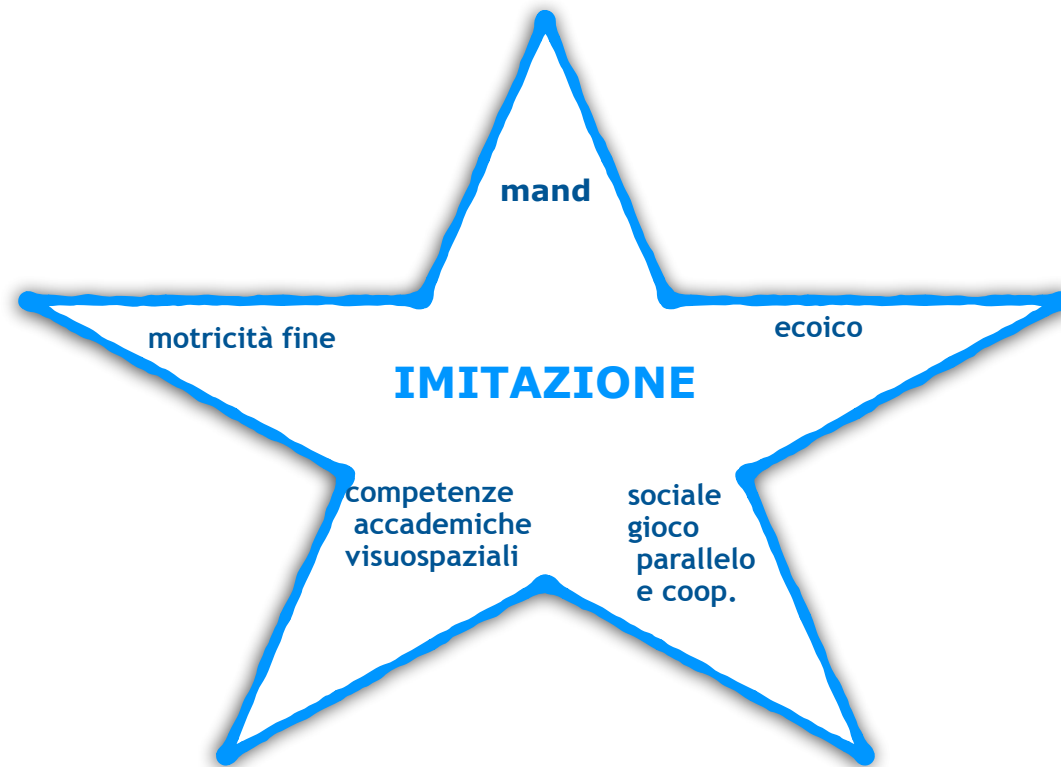 mand
motricità fine
ecoico
IMITAZIONE
competenze
accademiche
visuospaziali
sociale
gioco
parallelo
e coop.